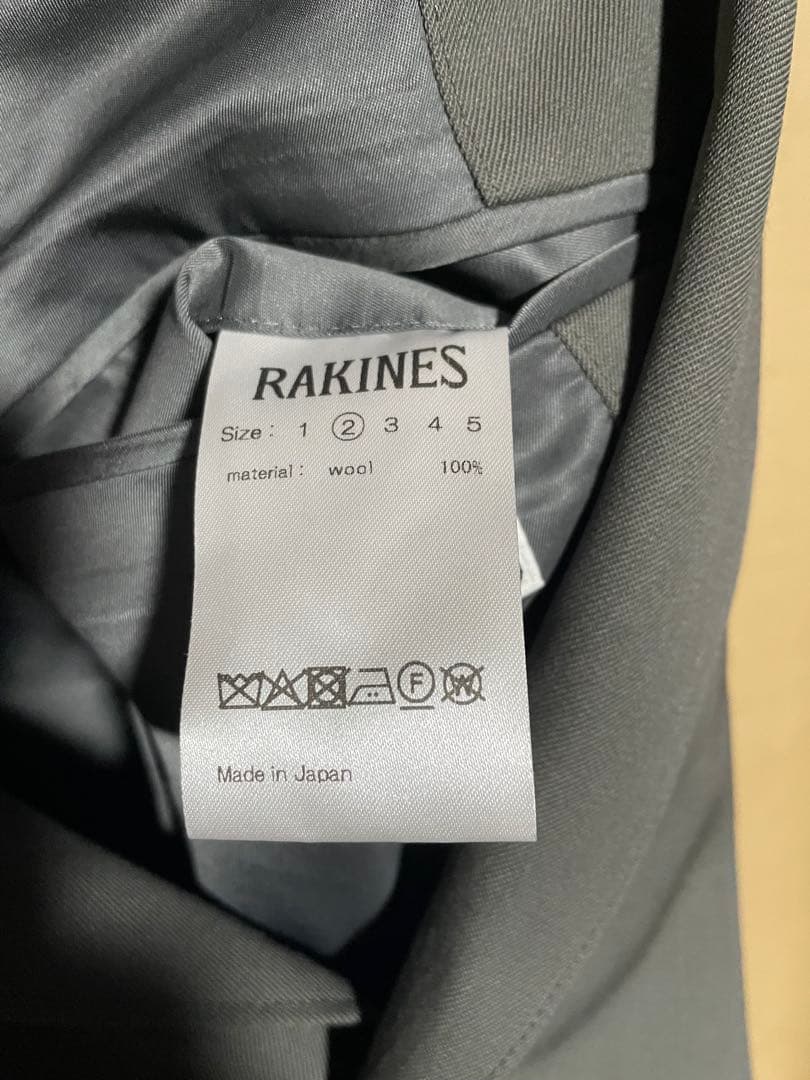 RAKINES
Size : 1 ② 3 4 5
material : wool 100%
F W
Made in Japan